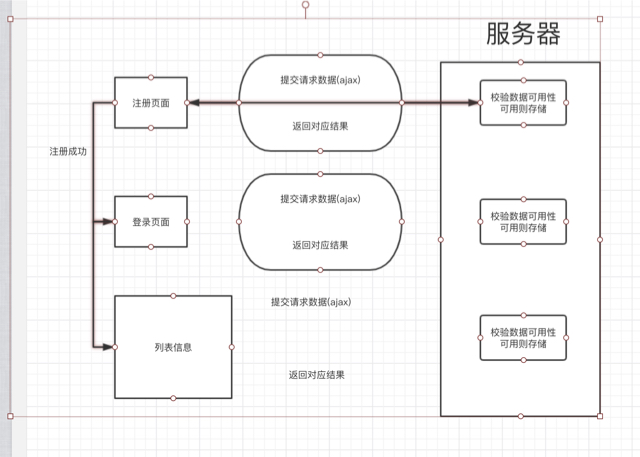 服务器
提交请求数据(ajax)
注册页面
校验数据可用性
可用则存储
返回对应结果
注册成功
提交请求数据(ajax)
登录页面
校验数据可用性
可用则存储
返回对应结果
提交请求数据(ajax)
列表信息
校验数据可用性
可用则存储
返回对应结果